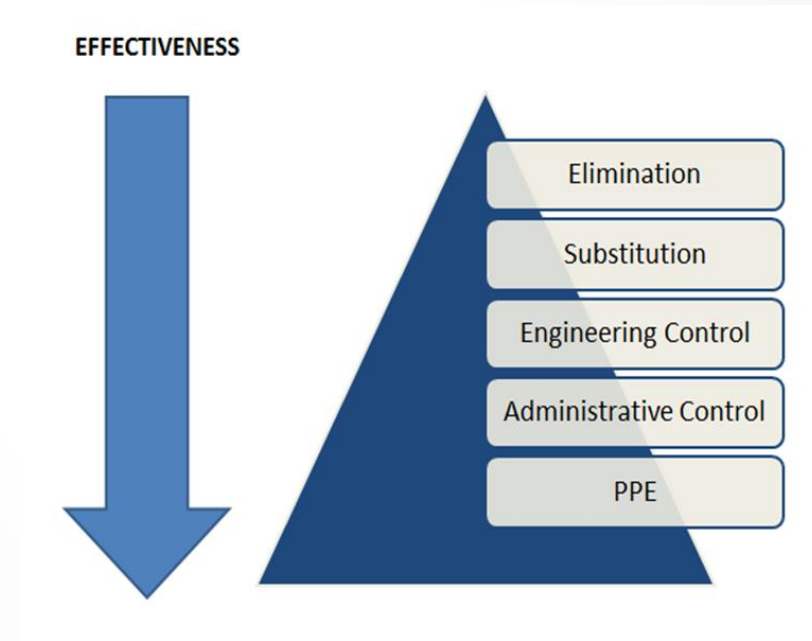 EFFECTIVENESS
Elimination
Substitution
Engineering Control
Administrative Control
PPE